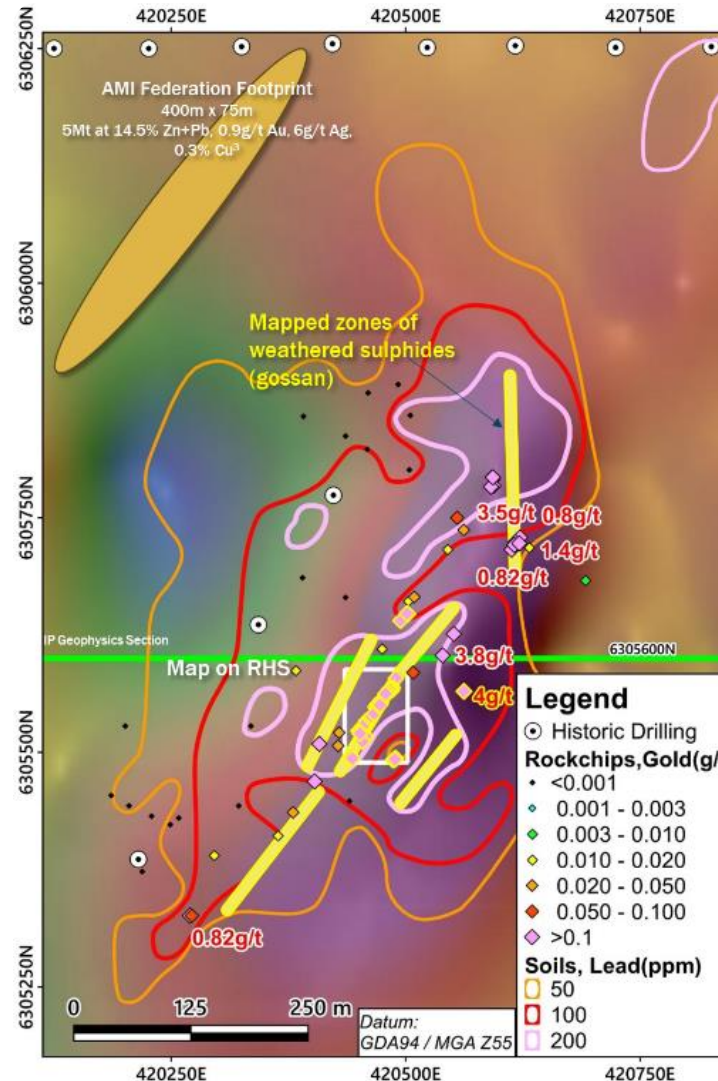 420250E
420500E
420750E
6306250N
AMI Federation Footprint
400m x 75m
5Mt at 14.5% Zn+Pb, 0.9g/t Au, 6g/t Ag,
0.3% Cu³
6306000N
Mapped zones of
weathered sulphides
(gossan)
6305750N
3.5g/t
0.8g/t
1.4g/t
0.82g/t
IP Geophysics Section
6305600N
Map on RHS
3.8g/t
4g/t
6305500N
0.82g/t
6305250N
0
125
250 m
Datum:
GDA94 / MGA Z55
Legend
Historic Drilling
Rockchips,Gold(g/
<0.001
0.001 - 0.003
0.003 - 0.010
0.010 - 0.020
0.020 - 0.050
0.050 - 0.100
>0.1
Soils, Lead(ppm)
50
100
200
420250E
420500E
420750E